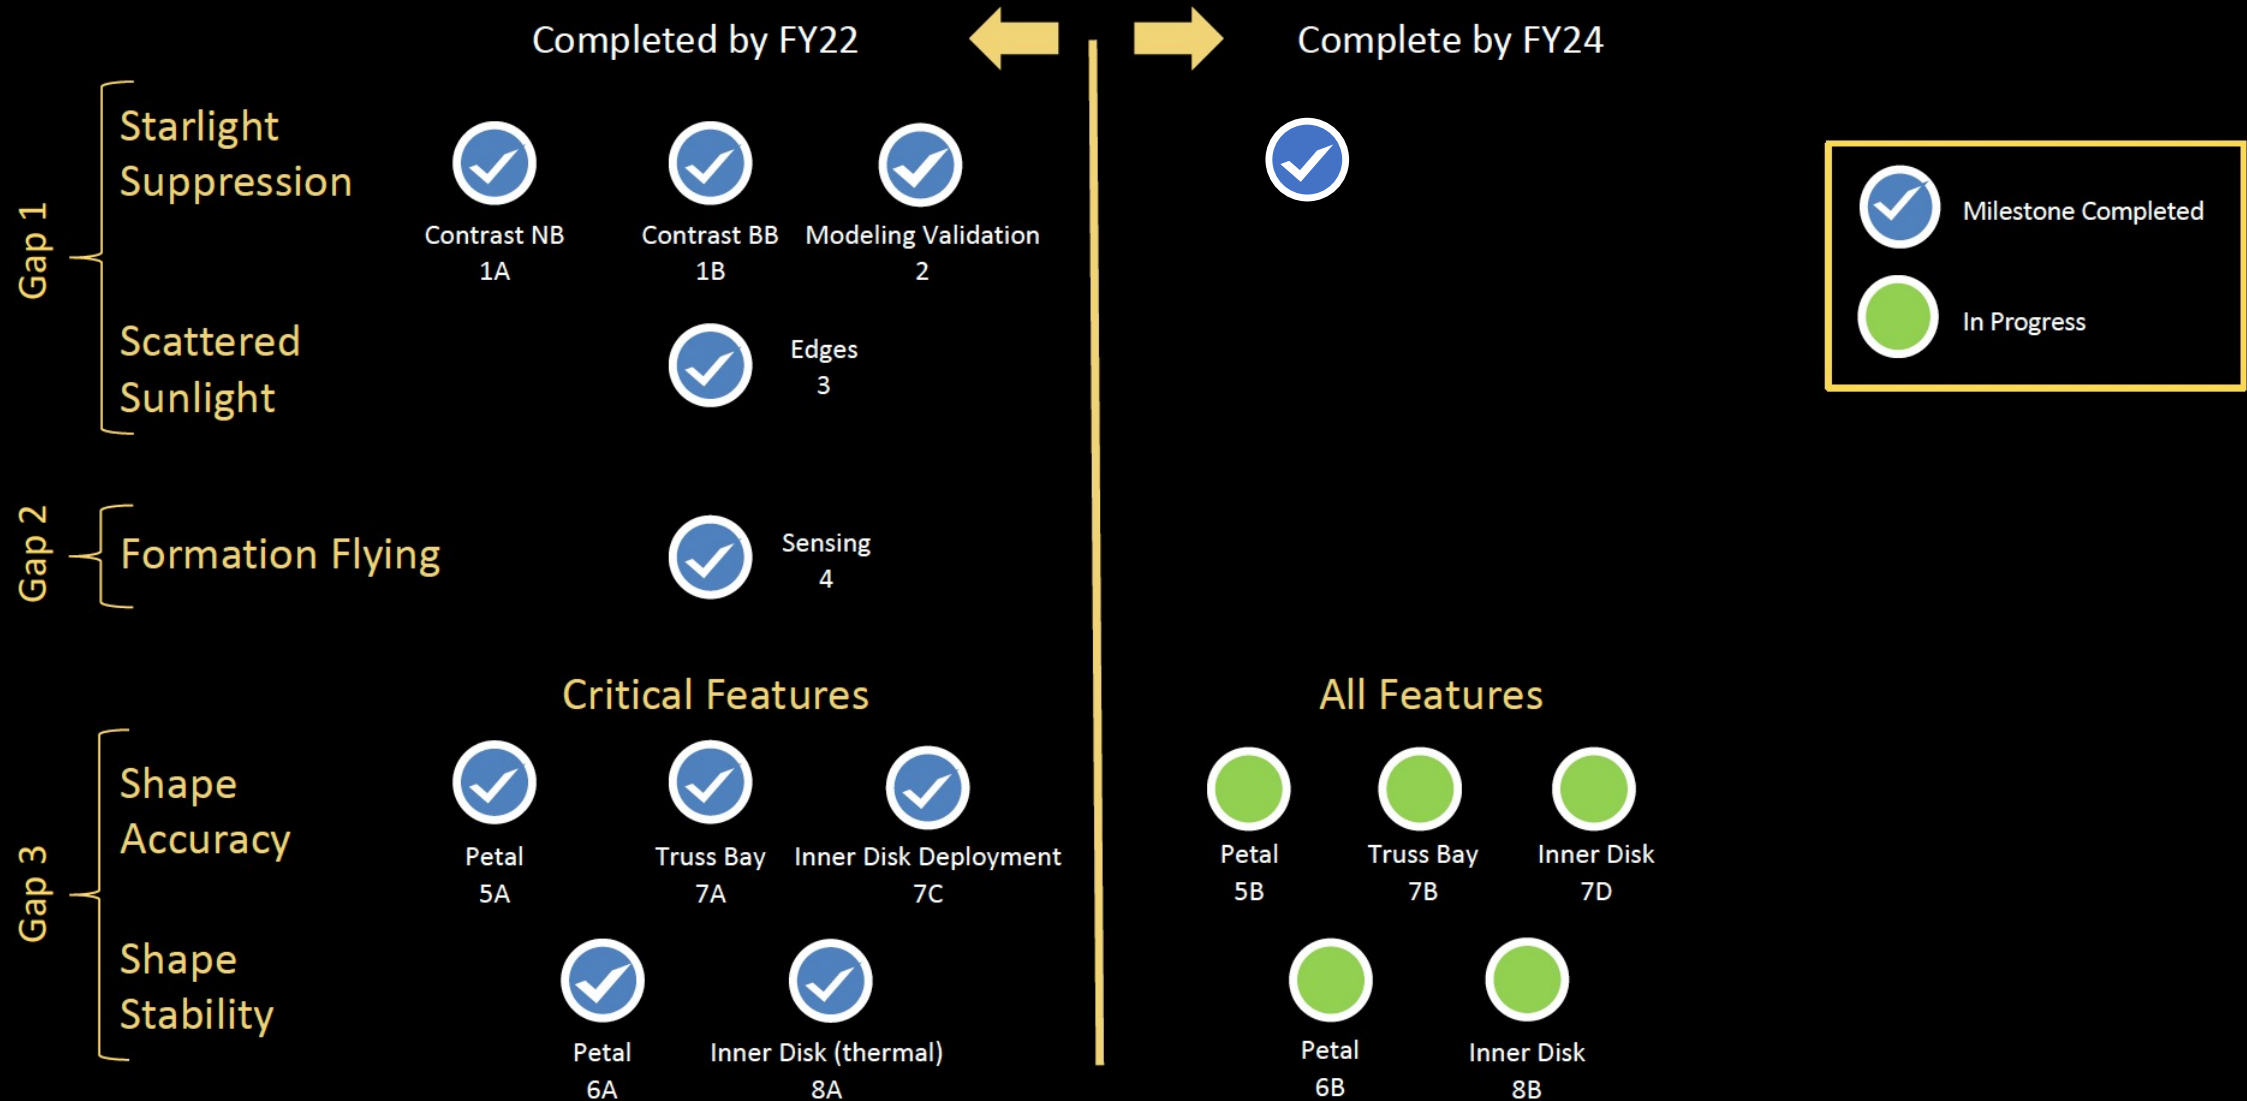 Completed by FY22
Complete by FY24
Gap 1
Starlight
Suppression
Contrast NB
1A
Contrast BB
1B
Modeling Validation
2
Milestone Completed
In Progress
Scattered
Sunlight
Edges
3
Gap 2
Formation Flying
Sensing
4
Critical Features
All Features
Gap 3
Shape
Accuracy
Petal
5A
Truss Bay
7A
Inner Disk Deployment
7C
Petal
5B
Truss Bay
7B
Inner Disk
7D
Shape
Stability
Petal
6A
Inner Disk (thermal)
8A
Petal
6B
Inner Disk
8B